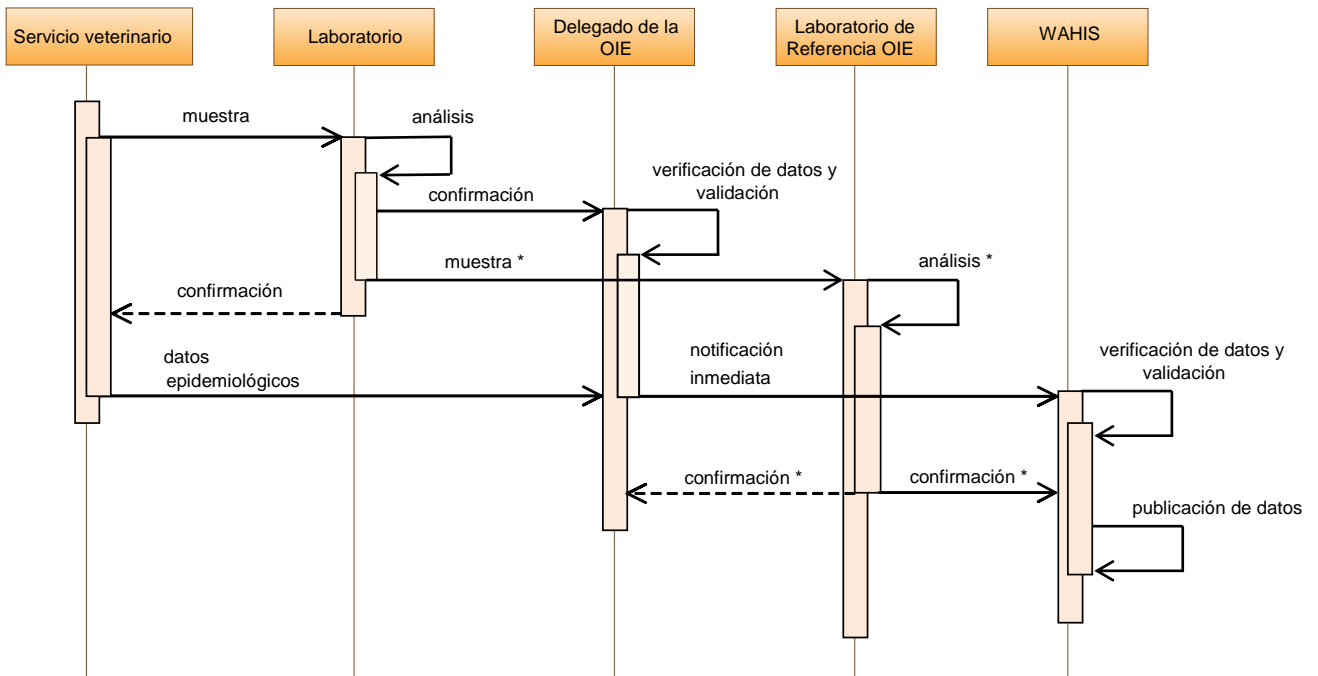 Servicio veterinario
Laboratorio
Delegado de la
OIE
Laboratorio de
Referencia OIE
WAHIS
muestra
análisis
verificación de datos y
validación
confirmación
muestra *
análisis *
confirmación
datos
epidemiológicos
notificación
inmediata
verificación de datos y
validación
confirmación *
confirmación *
publicación de datos